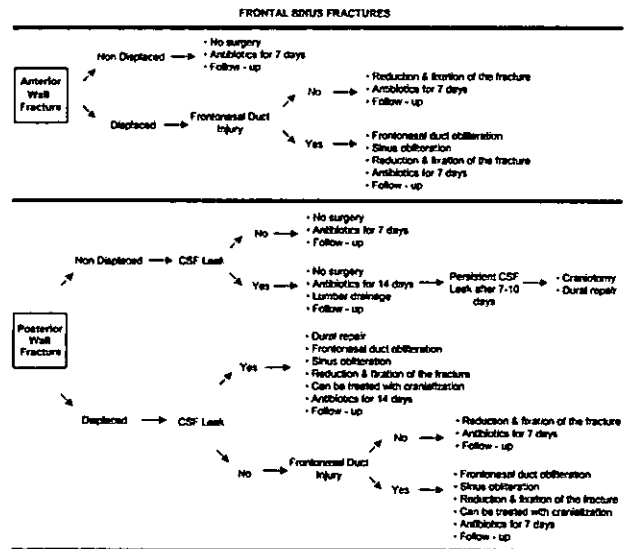 FRONTAL SINUS FRACTURES
Anterior
Wall
Fracture
Non Displaced
• No surgery
• Antibiotics for 7 days
• Follow - up
Displaced
Frontonasal Duct
Injury
No
• Reduction & fixation of the fracture
• Antibiotics for 7 days
• Follow - up
Yes
• Frontonasal duct obliteration
• Sinus obliteration
• Reduction & fixation of the fracture
• Antibiotics for 7 days
• Follow - up
Posterior
Wall
Fracture
Non Displaced
CSF Leak
No
• No surgery
• Antibiotics for 7 days
• Follow - up
Yes
• No surgery
• Antibiotics for 14 days
• Lumber drainage
• Follow - up
Persistent CSF
Leak after 7-10
days
• Craniotomy
• Dural repair
Displaced
CSF Leak
Yes
• Dural repair
• Frontonasal duct obliteration
• Sinus obliteration
• Reduction & fixation of the fracture
• Can be treated with cranialization
• Antibiotics for 14 days
• Follow - up
No
Frontonasal Duct
Injury
No
• Reduction & fixation of the fracture
• Antibiotics for 7 days
• Follow - up
Yes
• Frontonasal duct obliteration
• Sinus obliteration
• Reduction & fixation of the fracture
• Can be treated with cranialization
• Antibiotics for 7 days
• Follow - up